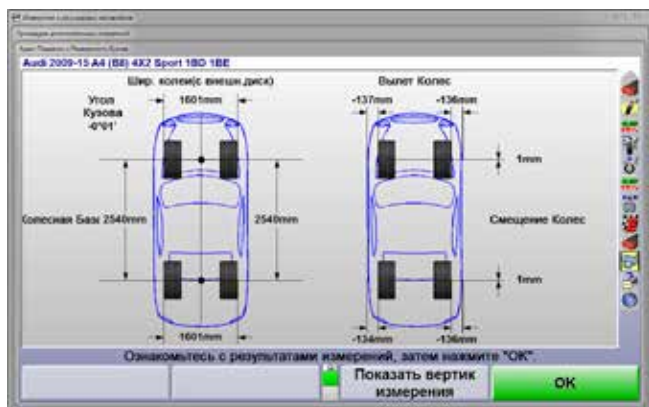 Audi 2009-15 A4 (B8) 4X2 Sport 1BD 1BE
Шир. колеи(с внешн.диск)
Вылет Колес
Угол
Кузова
-0°01'
1601mm
-137mm
-136mm
1mm
Колесная Баз: 2540mm
2540mm
Смещение Колес
1mm
1601mm
-134mm
-136mm
Ознакомьтесь с результатами измерений, затем нажмите "OK".
Показать вертик
измерения
OK